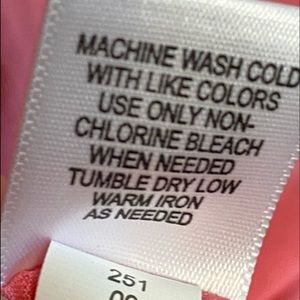 MACHINE WASH COLD
WITH LIKE COLORS
USE ONLY NON-
CHLORINE BLEACH
WHEN NEEDED
TUMBLE DRY LOW
WARM IRON
AS NEEDED
251